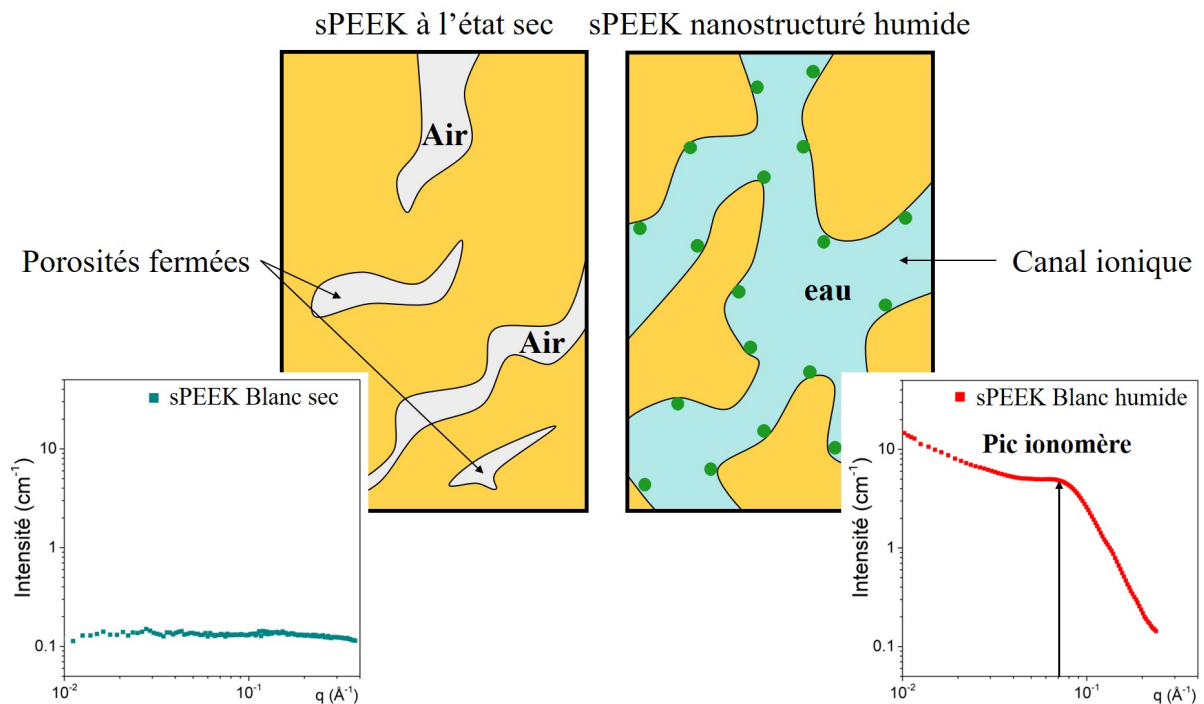 sPEEK à l’état sec
sPEEK nanostructuré humide
Air
Porosités fermées
Canal ionique
eau
Air
sPEEK Blanc sec
10
1
0.1
Intensité (cm⁻¹)
10⁻²
10⁻¹
q (Å⁻¹)
sPEEK Blanc humide
Pic ionomère
10
1
0.1
Intensité (cm⁻¹)
10⁻²
10⁻¹
q (Å⁻¹)